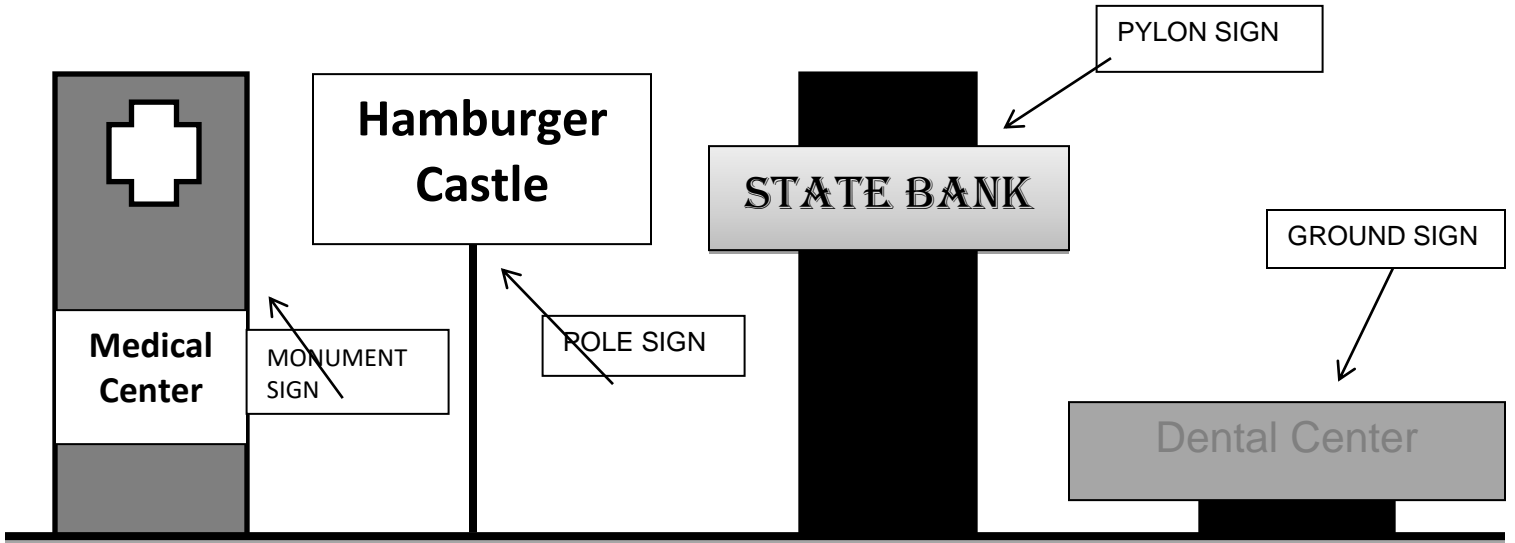 PYLON SIGN
Hamburger
Castle
STATE BANK
GROUND SIGN
Medical
Center
MONUMENT
SIGN
POLE SIGN
Dental Center